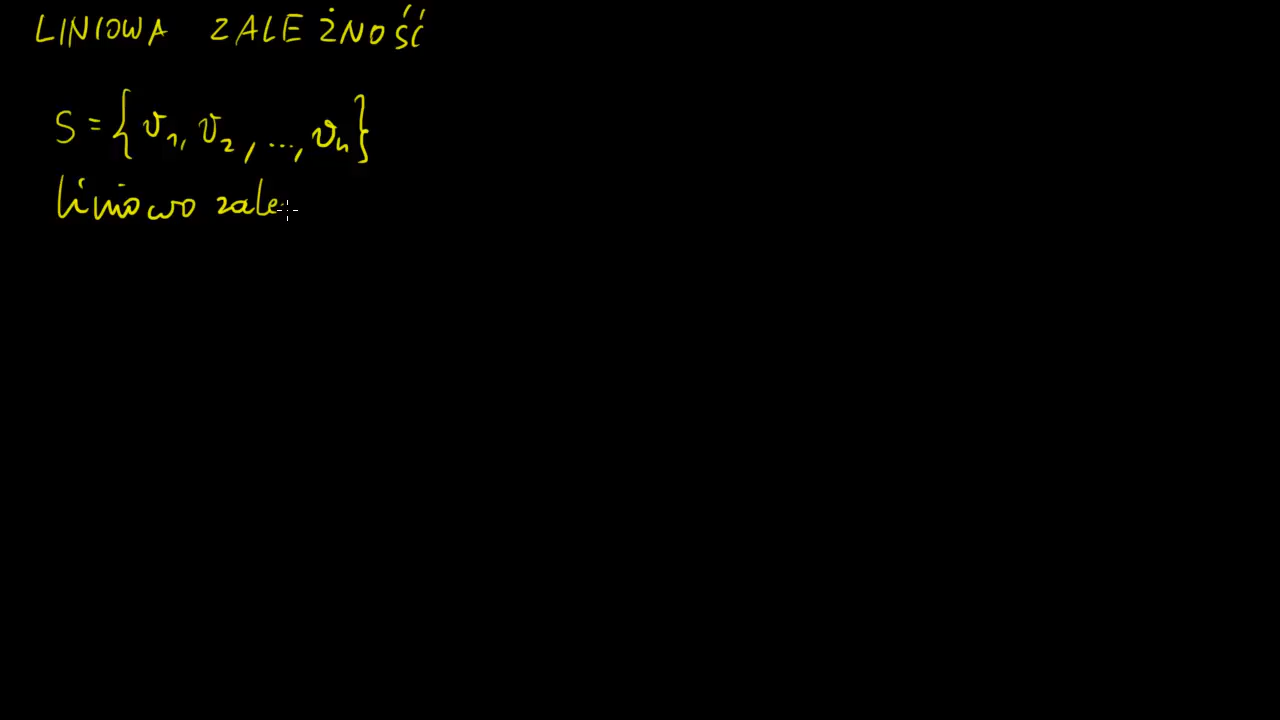 LINIOWA ZALEŻNOŚĆ
S = {v₁, v₂, ..., vₙ}
liniowo zale